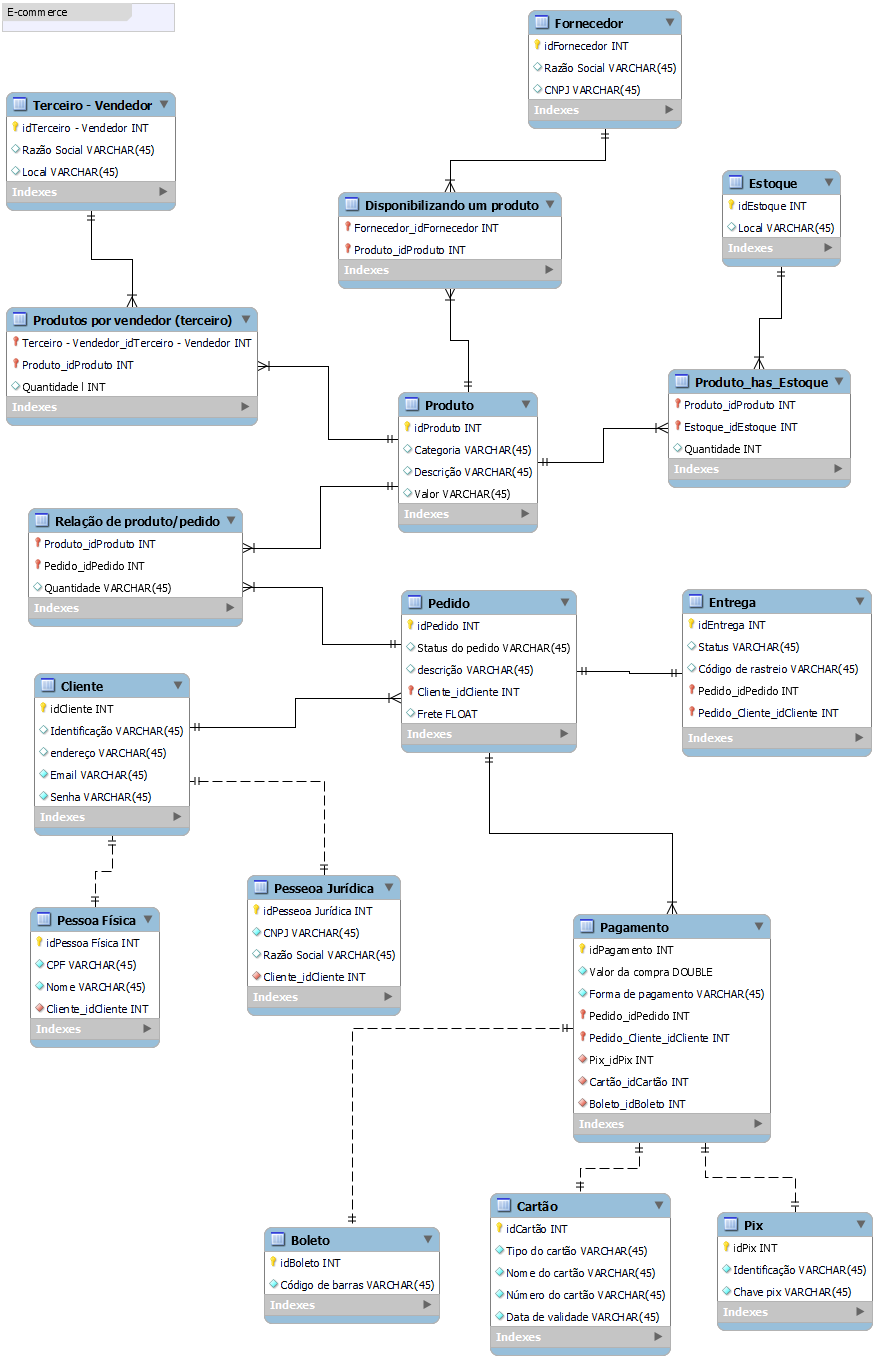 E-commerce
Fornecedor
idFornecedor INT
Razão Social VARCHAR(45)
CNPJ VARCHAR(45)
Indexes
Terceiro - Vendedor
idTerceiro - Vendedor INT
Razão Social VARCHAR(45)
Local VARCHAR(45)
Indexes
Disponibilizando um produto
Fornecedor_idFornecedor INT
Produto_idProduto INT
Indexes
Estoque
idEstoque INT
Local VARCHAR(45)
Indexes
Produtos por vendedor (terceiro)
Terceiro - Vendedor_idTerceiro - Vendedor INT
Produto_idProduto INT
Quantidade l INT
Indexes
Produto
idProduto INT
Categoria VARCHAR(45)
Descrição VARCHAR(45)
Valor VARCHAR(45)
Indexes
Produto_has_Estoque
Produto_idProduto INT
Estoque_idEstoque INT
Quantidade INT
Indexes
Relação de produto/pedido
Produto_idProduto INT
Pedido_idPedido INT
Quantidade VARCHAR(45)
Indexes
Pedido
idPedido INT
Status do pedido VARCHAR(45)
descrição VARCHAR(45)
Cliente_idCliente INT
Frete FLOAT
Indexes
Entrega
idEntrega INT
Status VARCHAR(45)
Código de rastreio VARCHAR(45)
Pedido_idPedido INT
Pedido_Cliente_idCliente INT
Indexes
Cliente
idCliente INT
Identificação VARCHAR(45)
endereço VARCHAR(45)
Email VARCHAR(45)
Senha VARCHAR(45)
Indexes
Pesseoa Jurídica
idPesseoa Jurídica INT
CNPJ VARCHAR(45)
Razão Social VARCHAR(45)
Cliente_idCliente INT
Indexes
Pessoa Física
idPessoa Física INT
CPF VARCHAR(45)
Nome VARCHAR(45)
Cliente_idCliente INT
Indexes
Pagamento
idPagamento INT
Valor da compra DOUBLE
Forma de pagamento VARCHAR(45)
Pedido_idPedido INT
Pedido_Cliente_idCliente INT
Pix_idPix INT
Cartão_idCartão INT
Boleto_idBoleto INT
Indexes
Boleto
idBoleto INT
Código de barras VARCHAR(45)
Indexes
Cartão
idCartão INT
Tipo do cartão VARCHAR(45)
Nome do cartão VARCHAR(45)
Número do cartão VARCHAR(45)
Data de validade VARCHAR(45)
Indexes
Pix
idPix INT
Identificação VARCHAR(45)
Chave pix VARCHAR(45)
Indexes